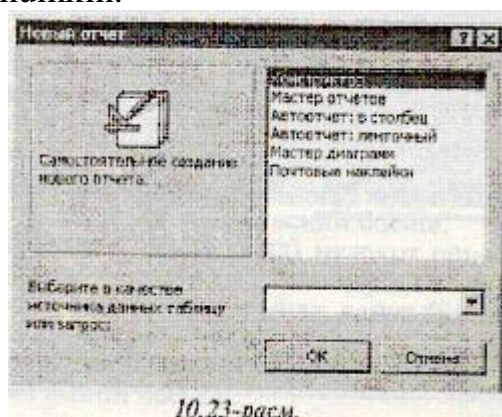 Новый отчет
Самостоятельное создание
нового отчета.
Конструктор
Мастер отчетов
Автоотчет: в столбец
Автоотчет: ленточный
Мастер диаграмм
Почтовые наклейки
Выберите в качестве
источника данных таблицу
или запрос:
ОК
Отмена
10.23-расм.